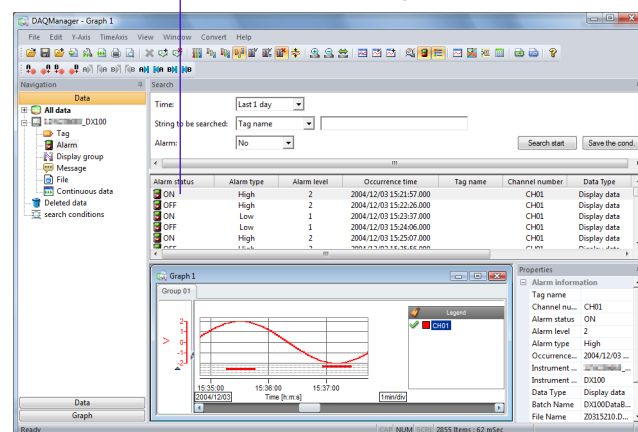 DAQManager - Graph 1
File Edit Y-Axis TimeAxis View Window Convert Help
Navigation
Data
All data
_DX100
Tag
Alarm
Display group
Message
File
Continuous data
Deleted data
search conditions
Data
Graph
Search
Time: Last 1 day
String to be searched: Tag name
Alarm: No
Search start Save the cond.
Alarm status Alarm type Alarm level Occurrence time Tag name Channel number Data Type
ON High 2 2004/12/03 15:21:57.000 CH01 Display data
OFF High 2 2004/12/03 15:22:26.000 CH01 Display data
ON Low 1 2004/12/03 15:23:37.000 CH01 Display data
OFF Low 1 2004/12/03 15:24:06.000 CH01 Display data
ON High 2 2004/12/03 15:25:07.000 CH01 Display data
Graph 1
Group 01
V
2
1
0
-1
-2
15:35:00 15:36:00 15:37:00
2004/12/03 Time [h:m:s] 1min/div
Legend
CH01
Properties
Alarm information
Tag name
Channel nu... CH01
Alarm status ON
Alarm level 2
Alarm type High
Occurrence... 2004/12/03 ...
Instrument ...
Instrument ... DX100
Data Type Display data
Batch Name DX100DataB...
File Name Z0315210.D...
Ready
CAP NUM SCRL 2855 Items : 62 mSec